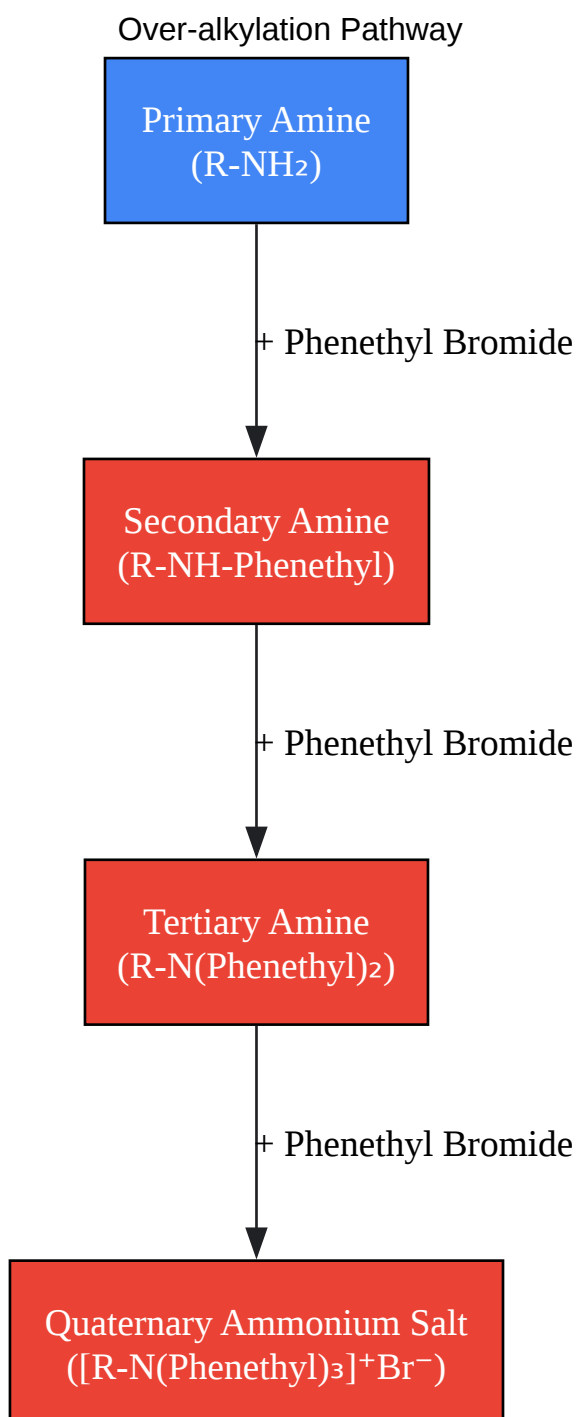 Over-alkylation Pathway
Primary Amine
(R-NH₂)
+ Phenethyl Bromide
Secondary Amine
(R-NH-Phenethyl)
+ Phenethyl Bromide
Tertiary Amine
(R-N(Phenethyl)₂)
+ Phenethyl Bromide
Quaternary Ammonium Salt
([R-N(Phenethyl)₃]⁺Br⁻)